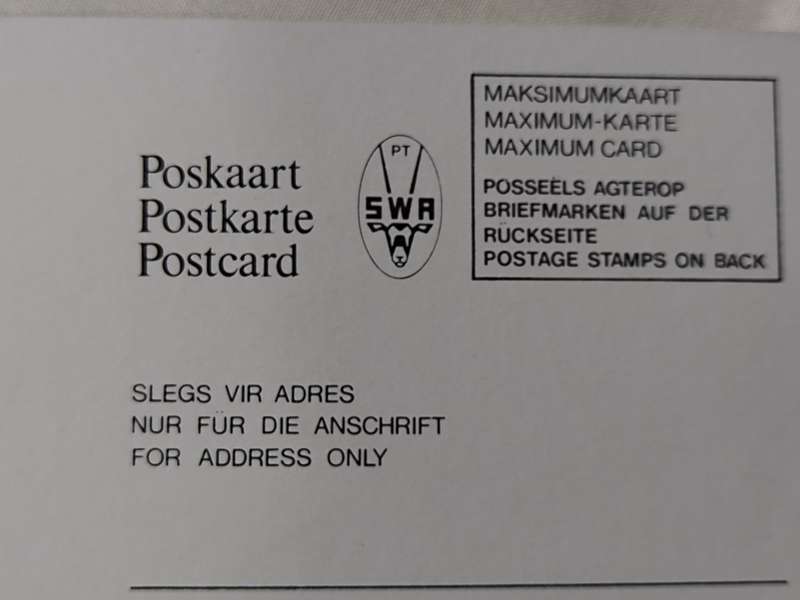 Poskaart
Postkarte
Postcard
PT
SWA
MAKSIMUMKAART
MAXIMUM-KARTE
MAXIMUM CARD
POSSEËLS AGTEROP
BRIEFMARKEN AUF DER
RÜCKSEITE
POSTAGE STAMPS ON BACK
SLEGS VIR ADRES
NUR FÜR DIE ANSCHRIFT
FOR ADDRESS ONLY